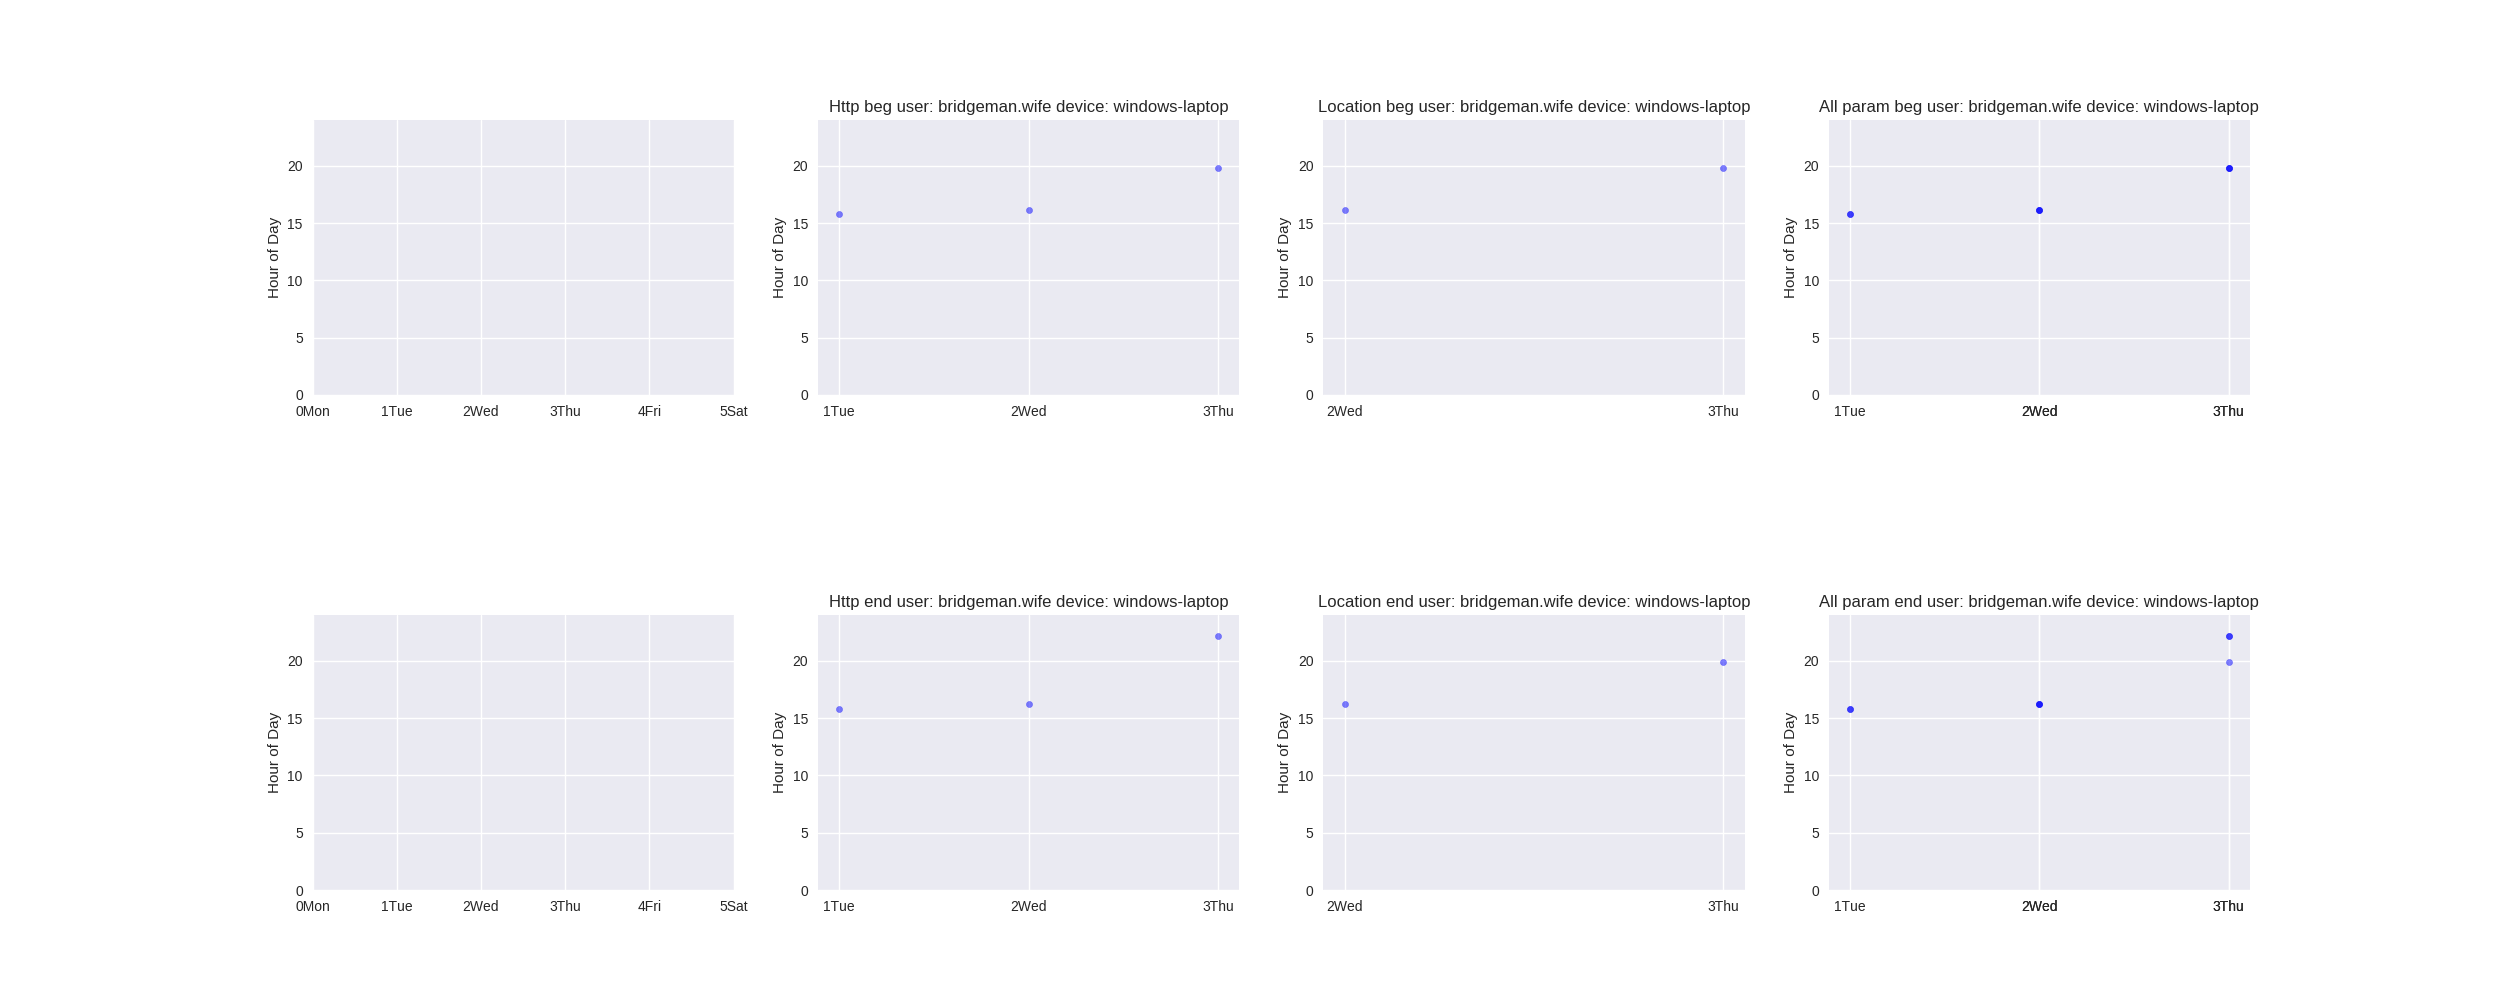 Http beg user: bridgeman.wife device: windows-laptop
Location beg user: bridgeman.wife device: windows-laptop
All param beg user: bridgeman.wife device: windows-laptop
Hour of Day
20
15
10
5
0
0Mon 1Tue 2Wed 3Thu 4Fri 5Sat
Hour of Day
20
15
10
5
0
1Tue 2Wed 3Thu
Hour of Day
20
15
10
5
0
2Wed 3Thu
Hour of Day
20
15
10
5
0
1Tue 2Wed 3Thu
Http end user: bridgeman.wife device: windows-laptop
Location end user: bridgeman.wife device: windows-laptop
All param end user: bridgeman.wife device: windows-laptop
Hour of Day
20
15
10
5
0
0Mon 1Tue 2Wed 3Thu 4Fri 5Sat
Hour of Day
20
15
10
5
0
1Tue 2Wed 3Thu
Hour of Day
20
15
10
5
0
2Wed 3Thu
Hour of Day
20
15
10
5
0
1Tue 2Wed 3Thu